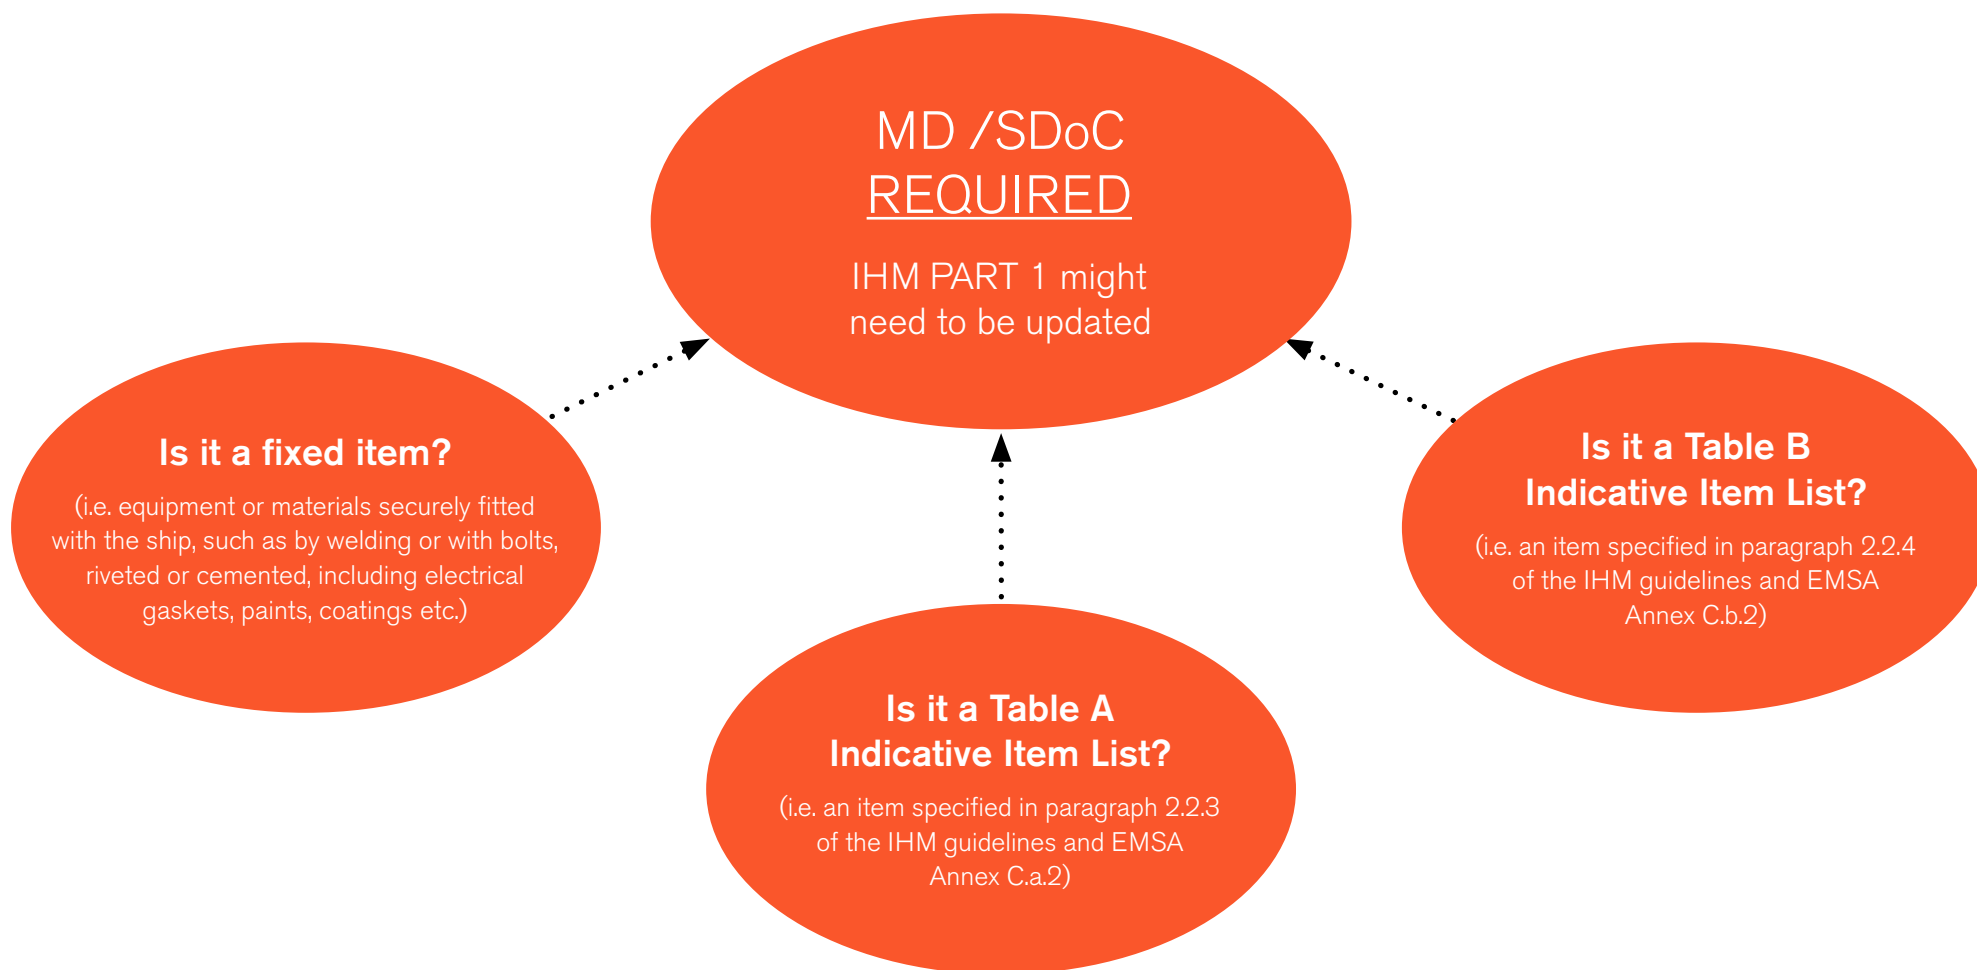 MD /SDoC
REQUIRED
IHM PART 1 might
need to be updated
Is it a fixed item?
(i.e. equipment or materials securely fitted
with the ship, such as by welding or with bolts,
riveted or cemented, including electrical
gaskets, paints, coatings etc.)
Is it a Table A
Indicative Item List?
(i.e. an item specified in paragraph 2.2.3
of the IHM guidelines and EMSA
Annex C.a.2)
Is it a Table B
Indicative Item List?
(i.e. an item specified in paragraph 2.2.4
of the IHM guidelines and EMSA
Annex C.b.2)